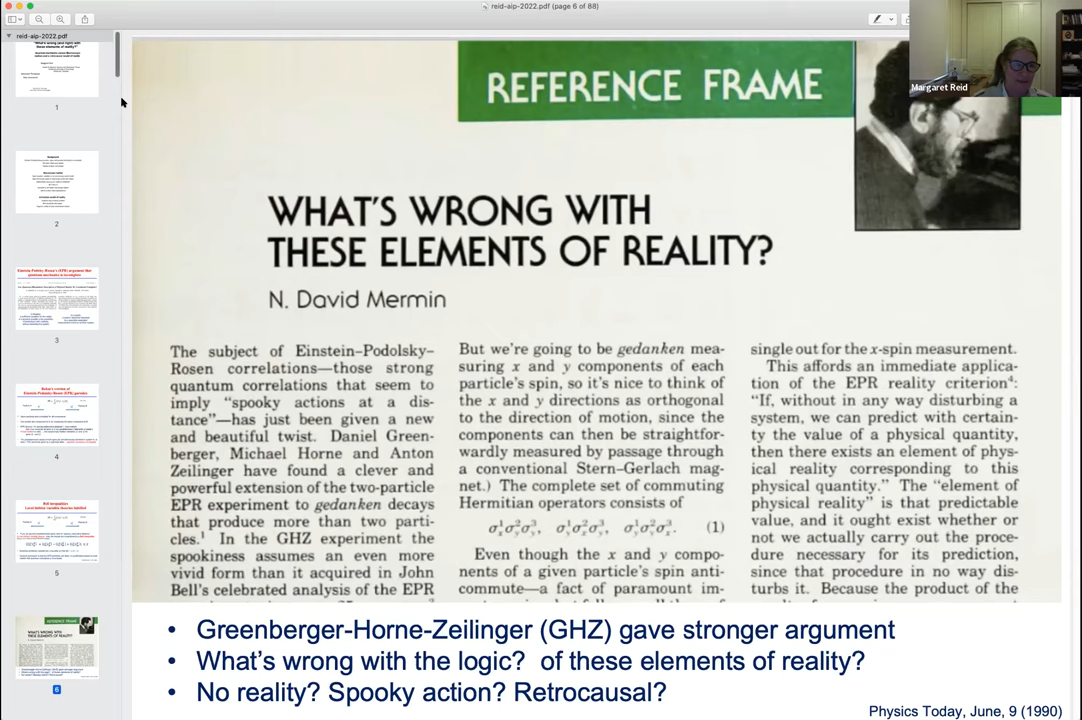 reid-aip-2022.pdf (page 6 of 88)
reid-aip-2022.pdf
Margaret Reid
1
2
3
4
5
6
REFERENCE FRAME
WHAT'S WRONG WITH
THESE ELEMENTS OF REALITY?
N. David Mermin
The subject of Einstein–Podolsky–
Rosen correlations—those strong
quantum correlations that seem to
imply "spooky actions at a dis-
tance"—has just been given a new
and beautiful twist. Daniel Green-
berger, Michael Horne and Anton
Zeilinger have found a clever and
powerful extension of the two-particle
EPR experiment to gedanken decays
that produce more than two parti-
cles.¹ In the GHZ experiment the
spookiness assumes an even more
vivid form than it acquired in John
Bell's celebrated analysis of the EPR
But we're going to be gedanken mea-
suring x and y components of each
particle's spin, so it's nice to think of
the x and y directions as orthogonal
to the direction of motion, since the
components can then be straightfor-
wardly measured by passage through
a conventional Stern–Gerlach mag-
net.) The complete set of commuting
Hermitian operators consists of
(1)
Even though the x and y compo-
nents of a given particle's spin anti-
commute—a fact of paramount im-
single out for the x-spin measurement.
This affords an immediate applica-
tion of the EPR reality criterion⁴:
"If, without in any way disturbing a
system, we can predict with certain-
ty the value of a physical quantity,
then there exists an element of phys-
ical reality corresponding to this
physical quantity." The "element of
physical reality" is that predictable
value, and it ought exist whether or
not we actually carry out the proce-
dure necessary for its prediction,
since that procedure in no way dis-
turbs it. Because the product of the
• Greenberger-Horne-Zeilinger (GHZ) gave stronger argument
• What's wrong with the logic? of these elements of reality?
• No reality? Spooky action? Retrocausal?
Physics Today, June, 9 (1990)